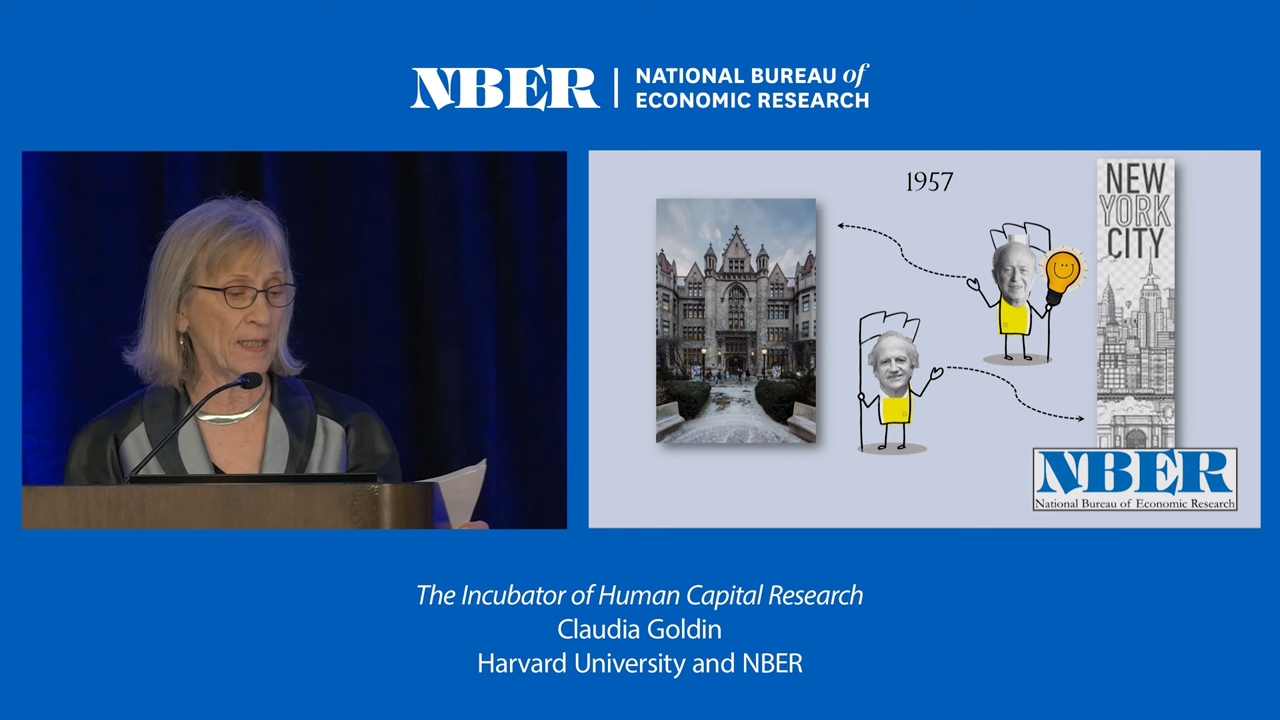 NBER
NATIONAL BUREAU of
ECONOMIC RESEARCH
1957
NEW
YORK
CITY
NBER
National Bureau of Economic Research
The Incubator of Human Capital Research
Claudia Goldin
Harvard University and NBER